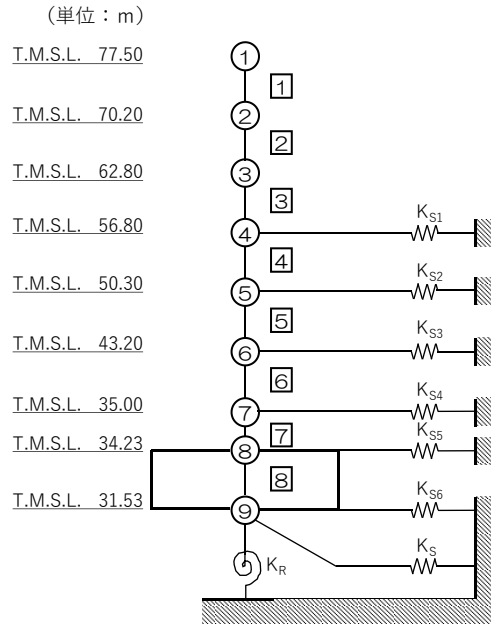 （単位：m）
T.M.S.L. 77.50
1
1
T.M.S.L. 70.20
2
2
T.M.S.L. 62.80
3
3
T.M.S.L. 56.80
4
KS1
4
T.M.S.L. 50.30
5
KS2
5
T.M.S.L. 43.20
6
KS3
6
T.M.S.L. 35.00
7
KS4
7
KS5
T.M.S.L. 34.23
8
8
T.M.S.L. 31.53
9
KS6
KS
KR